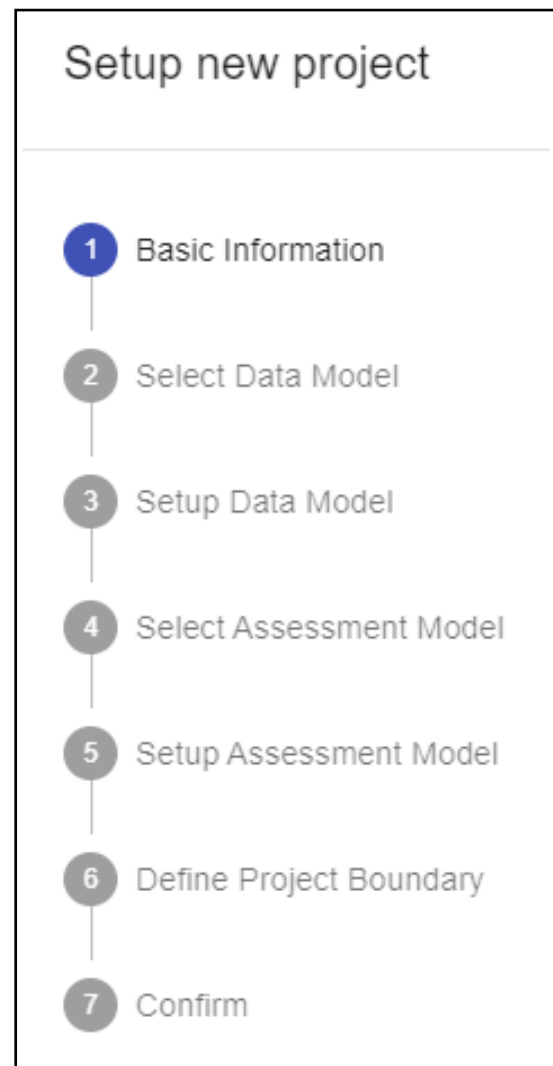 Setup new project
1 Basic Information
2 Select Data Model
3 Setup Data Model
4 Select Assessment Model
5 Setup Assessment Model
6 Define Project Boundary
7 Confirm